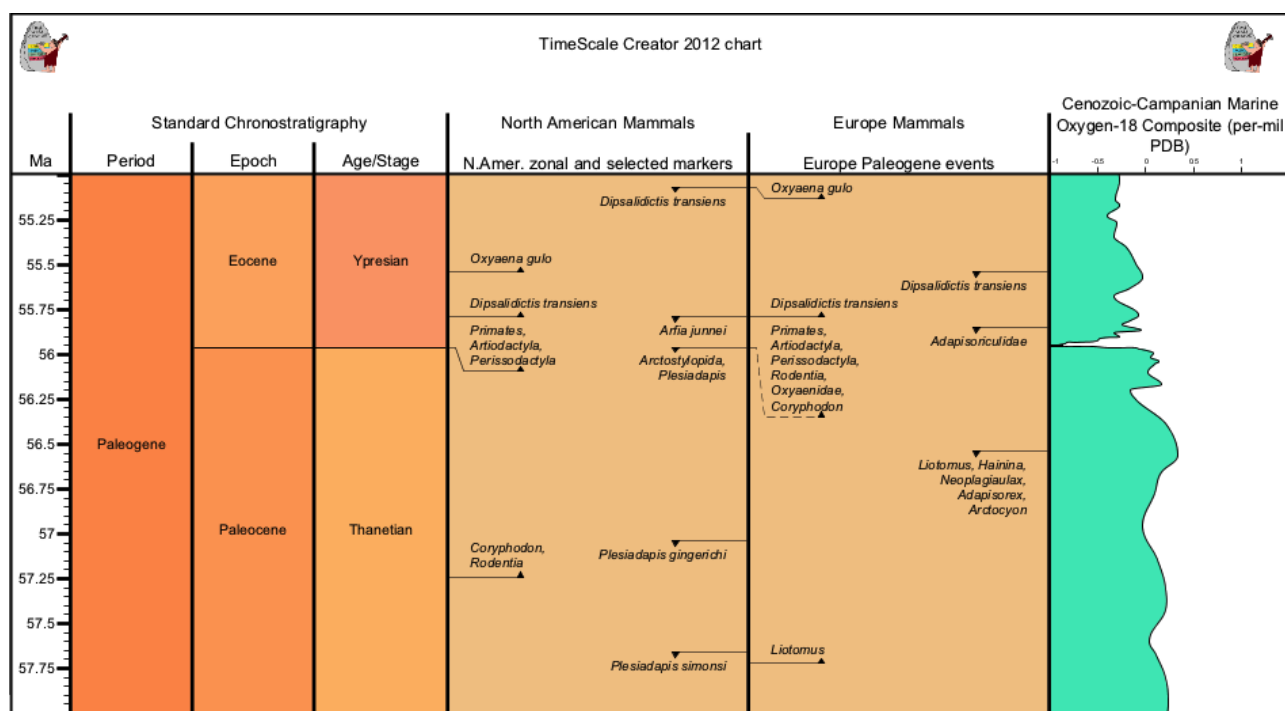 TimeScale Creator 2012 chart
Standard Chronostratigraphy
North American Mammals
Europe Mammals
Cenozoic-Campanian Marine
Oxygen-18 Composite (per-mil
PDB)
Ma
Period
Epoch
Age/Stage
N.Amer. zonal and selected markers
Europe Paleogene events
-1 -0.5 0 0.5 1
55.25
55.5
55.75
56
56.25
56.5
56.75
57
57.25
57.5
57.75
Paleogene
Eocene
Paleocene
Ypresian
Thanetian
Oxyaena gulo
Dipsalidictis transiens
Primates,
Artiodactyla,
Perissodactyla
Coryphodon,
Rodentia
Dipsalidictis transiens
Arfia junnei
Arctostylopida,
Plesiadapis
Plesiadapis gingerichi
Plesiadapis simonsi
Oxyaena gulo
Dipsalidictis transiens
Primates,
Artiodactyla,
Perissodactyla,
Rodentia,
Oxyaenidae,
Coryphodon
Liotomus
Dipsalidictis transiens
Adapisoriculidae
Liotomus, Hainina,
Neoplagiaulax,
Adapisorex,
Arctocyon